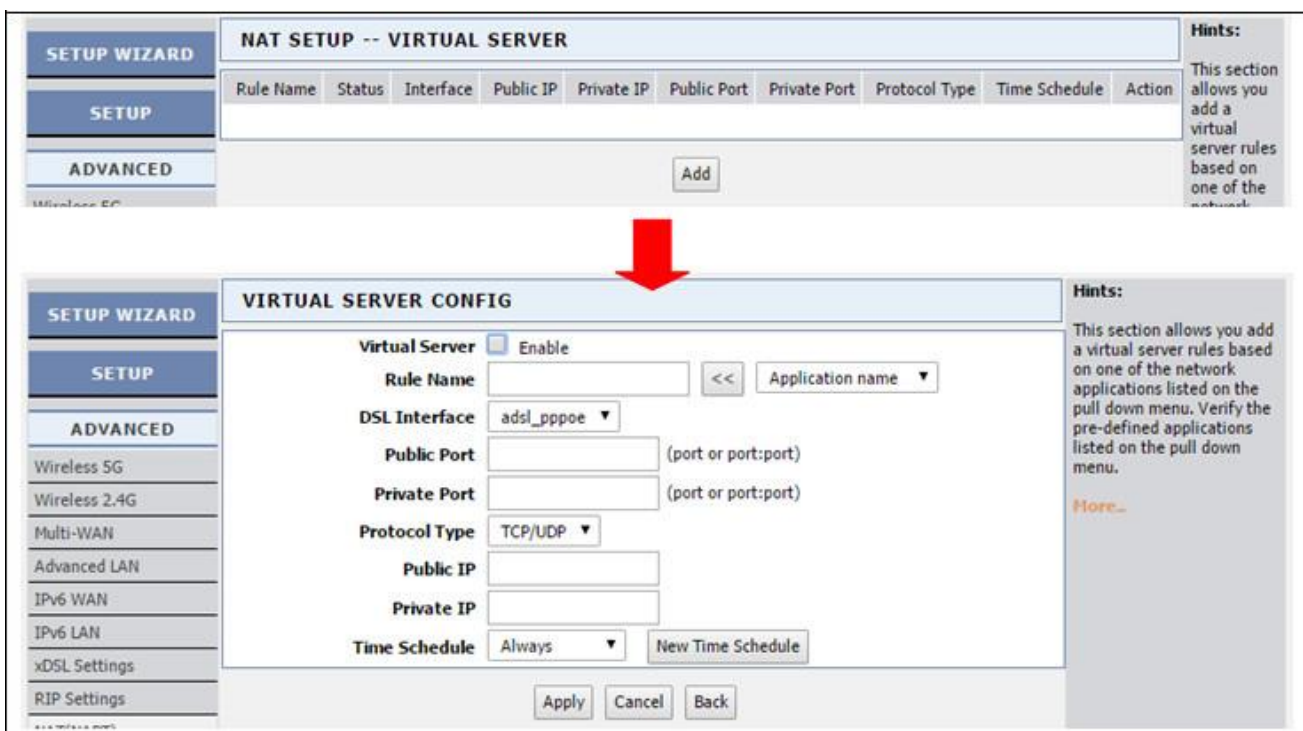 SETUP WIZARD
SETUP
ADVANCED
NAT SETUP -- VIRTUAL SERVER
Rule Name Status Interface Public IP Private IP Public Port Private Port Protocol Type Time Schedule Action
Add
Hints:
This section
allows you
add a
virtual
server rules
based on
one of the
network
SETUP WIZARD
SETUP
ADVANCED
Wireless 5G
Wireless 2.4G
Multi-WAN
Advanced LAN
IPv6 WAN
IPv6 LAN
xDSL Settings
RIP Settings
VIRTUAL SERVER CONFIG
Virtual Server Enable
Rule Name << Application name
DSL Interface adsl_pppoe
Public Port (port or port:port)
Private Port (port or port:port)
Protocol Type TCP/UDP
Public IP
Private IP
Time Schedule Always New Time Schedule
Apply Cancel Back
Hints:
This section allows you add
a virtual server rules based
on one of the network
applications listed on the
pull down menu. Verify the
pre-defined applications
listed on the pull down
menu.
More...